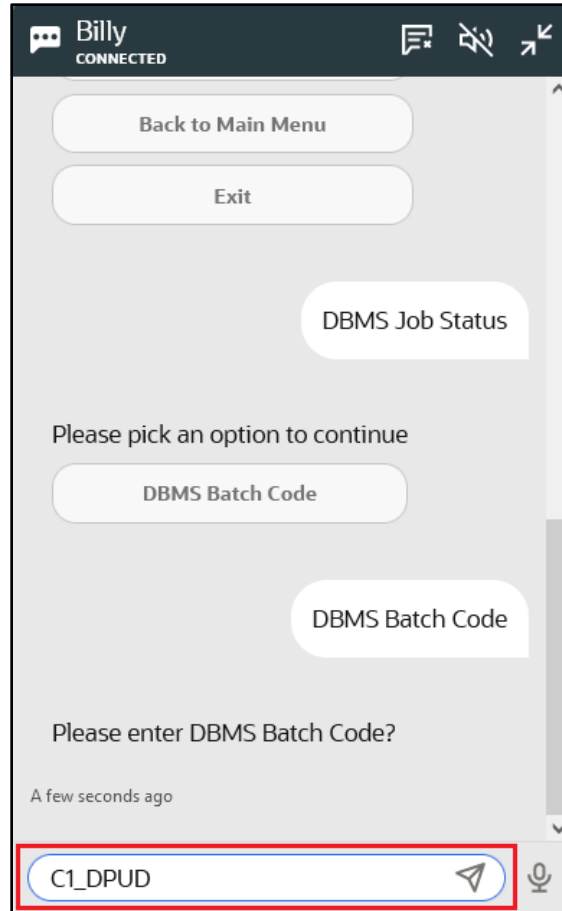 Billy
CONNECTED
Back to Main Menu
Exit
DBMS Job Status
Please pick an option to continue
DBMS Batch Code
DBMS Batch Code
Please enter DBMS Batch Code?
A few seconds ago
C1_DPUD